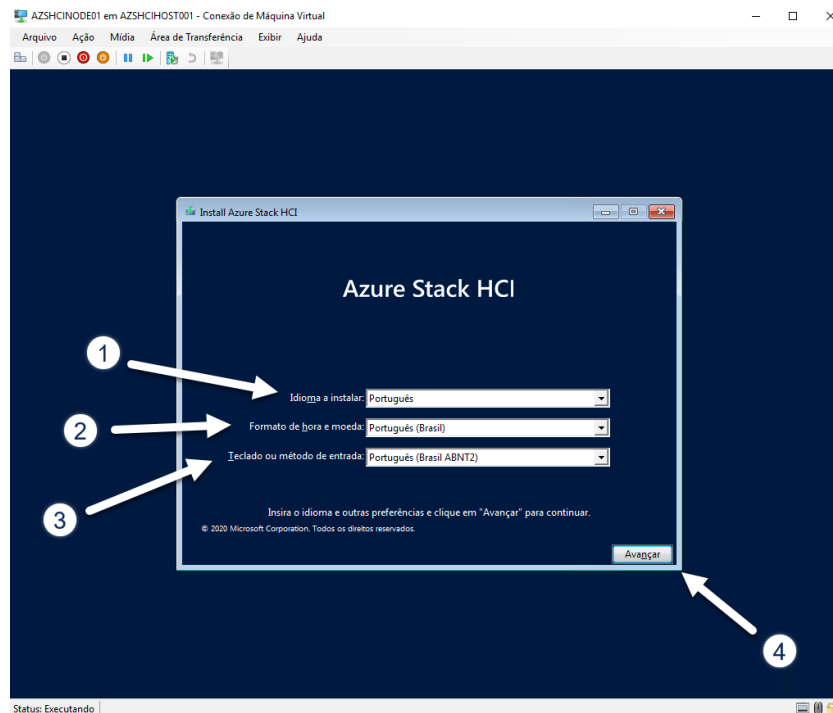 AZSHCINODE01 em AZSHCIHOST001 - Conexão de Máquina Virtual
Arquivo Ação Mídia Área de Transferência Exibir Ajuda
Install Azure Stack HCI
Azure Stack HCI
1
Idioma a instalar: Português
2
Formato de hora e moeda: Português (Brasil)
Teclado ou método de entrada: Português (Brasil ABNT2)
3
Insira o idioma e outras preferências e clique em "Avançar" para continuar.
© 2020 Microsoft Corporation. Todos os direitos reservados.
Avançar
4
Status: Executando